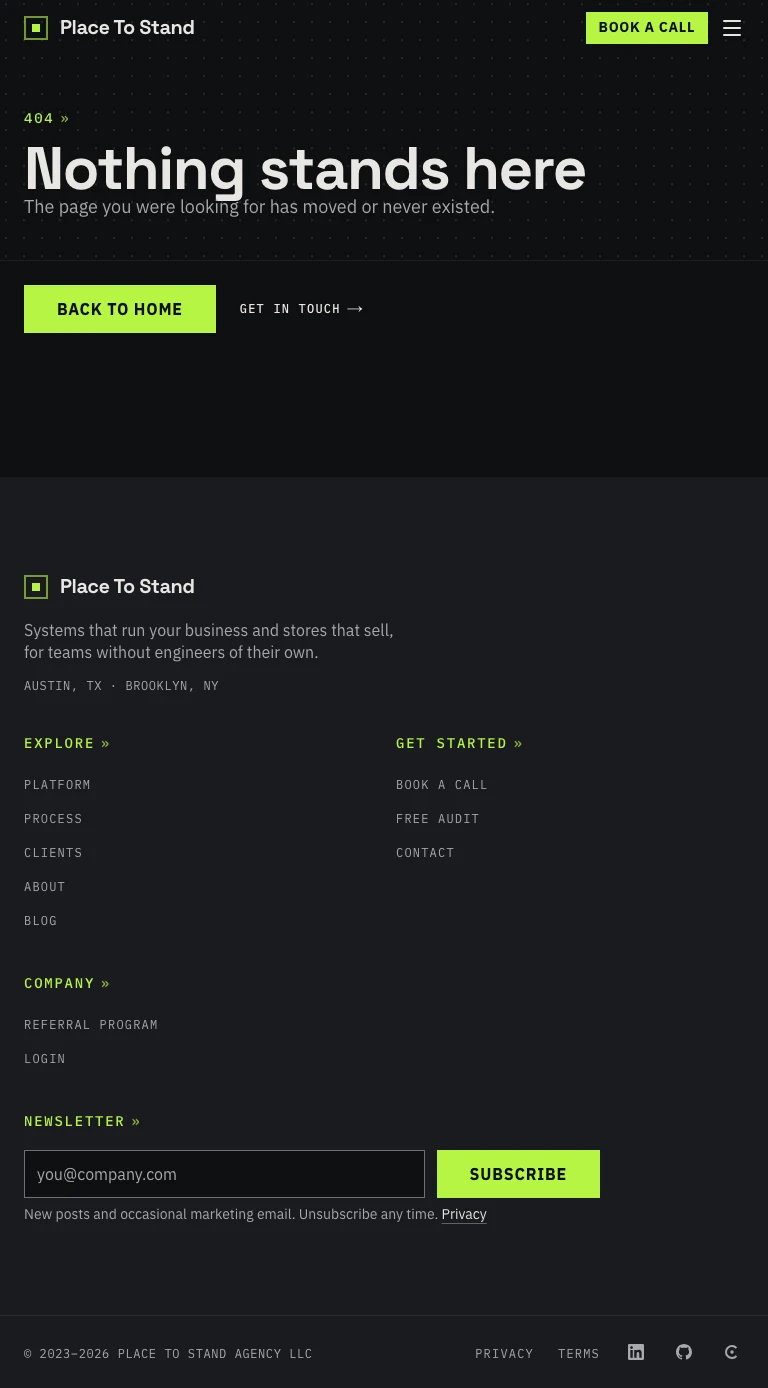 Place To Stand
BOOK A CALL
404 »
Nothing stands here
The page you were looking for has moved or never existed.
BACK TO HOME
GET IN TOUCH →
Place To Stand
Systems that run your business and stores that sell,
for teams without engineers of their own.
AUSTIN, TX · BROOKLYN, NY
EXPLORE »
PLATFORM
PROCESS
CLIENTS
ABOUT
BLOG
GET STARTED »
BOOK A CALL
FREE AUDIT
CONTACT
COMPANY »
REFERRAL PROGRAM
LOGIN
NEWSLETTER »
you@company.com
SUBSCRIBE
New posts and occasional marketing email. Unsubscribe any time. Privacy
© 2023–2026 PLACE TO STAND AGENCY LLC
PRIVACY
TERMS